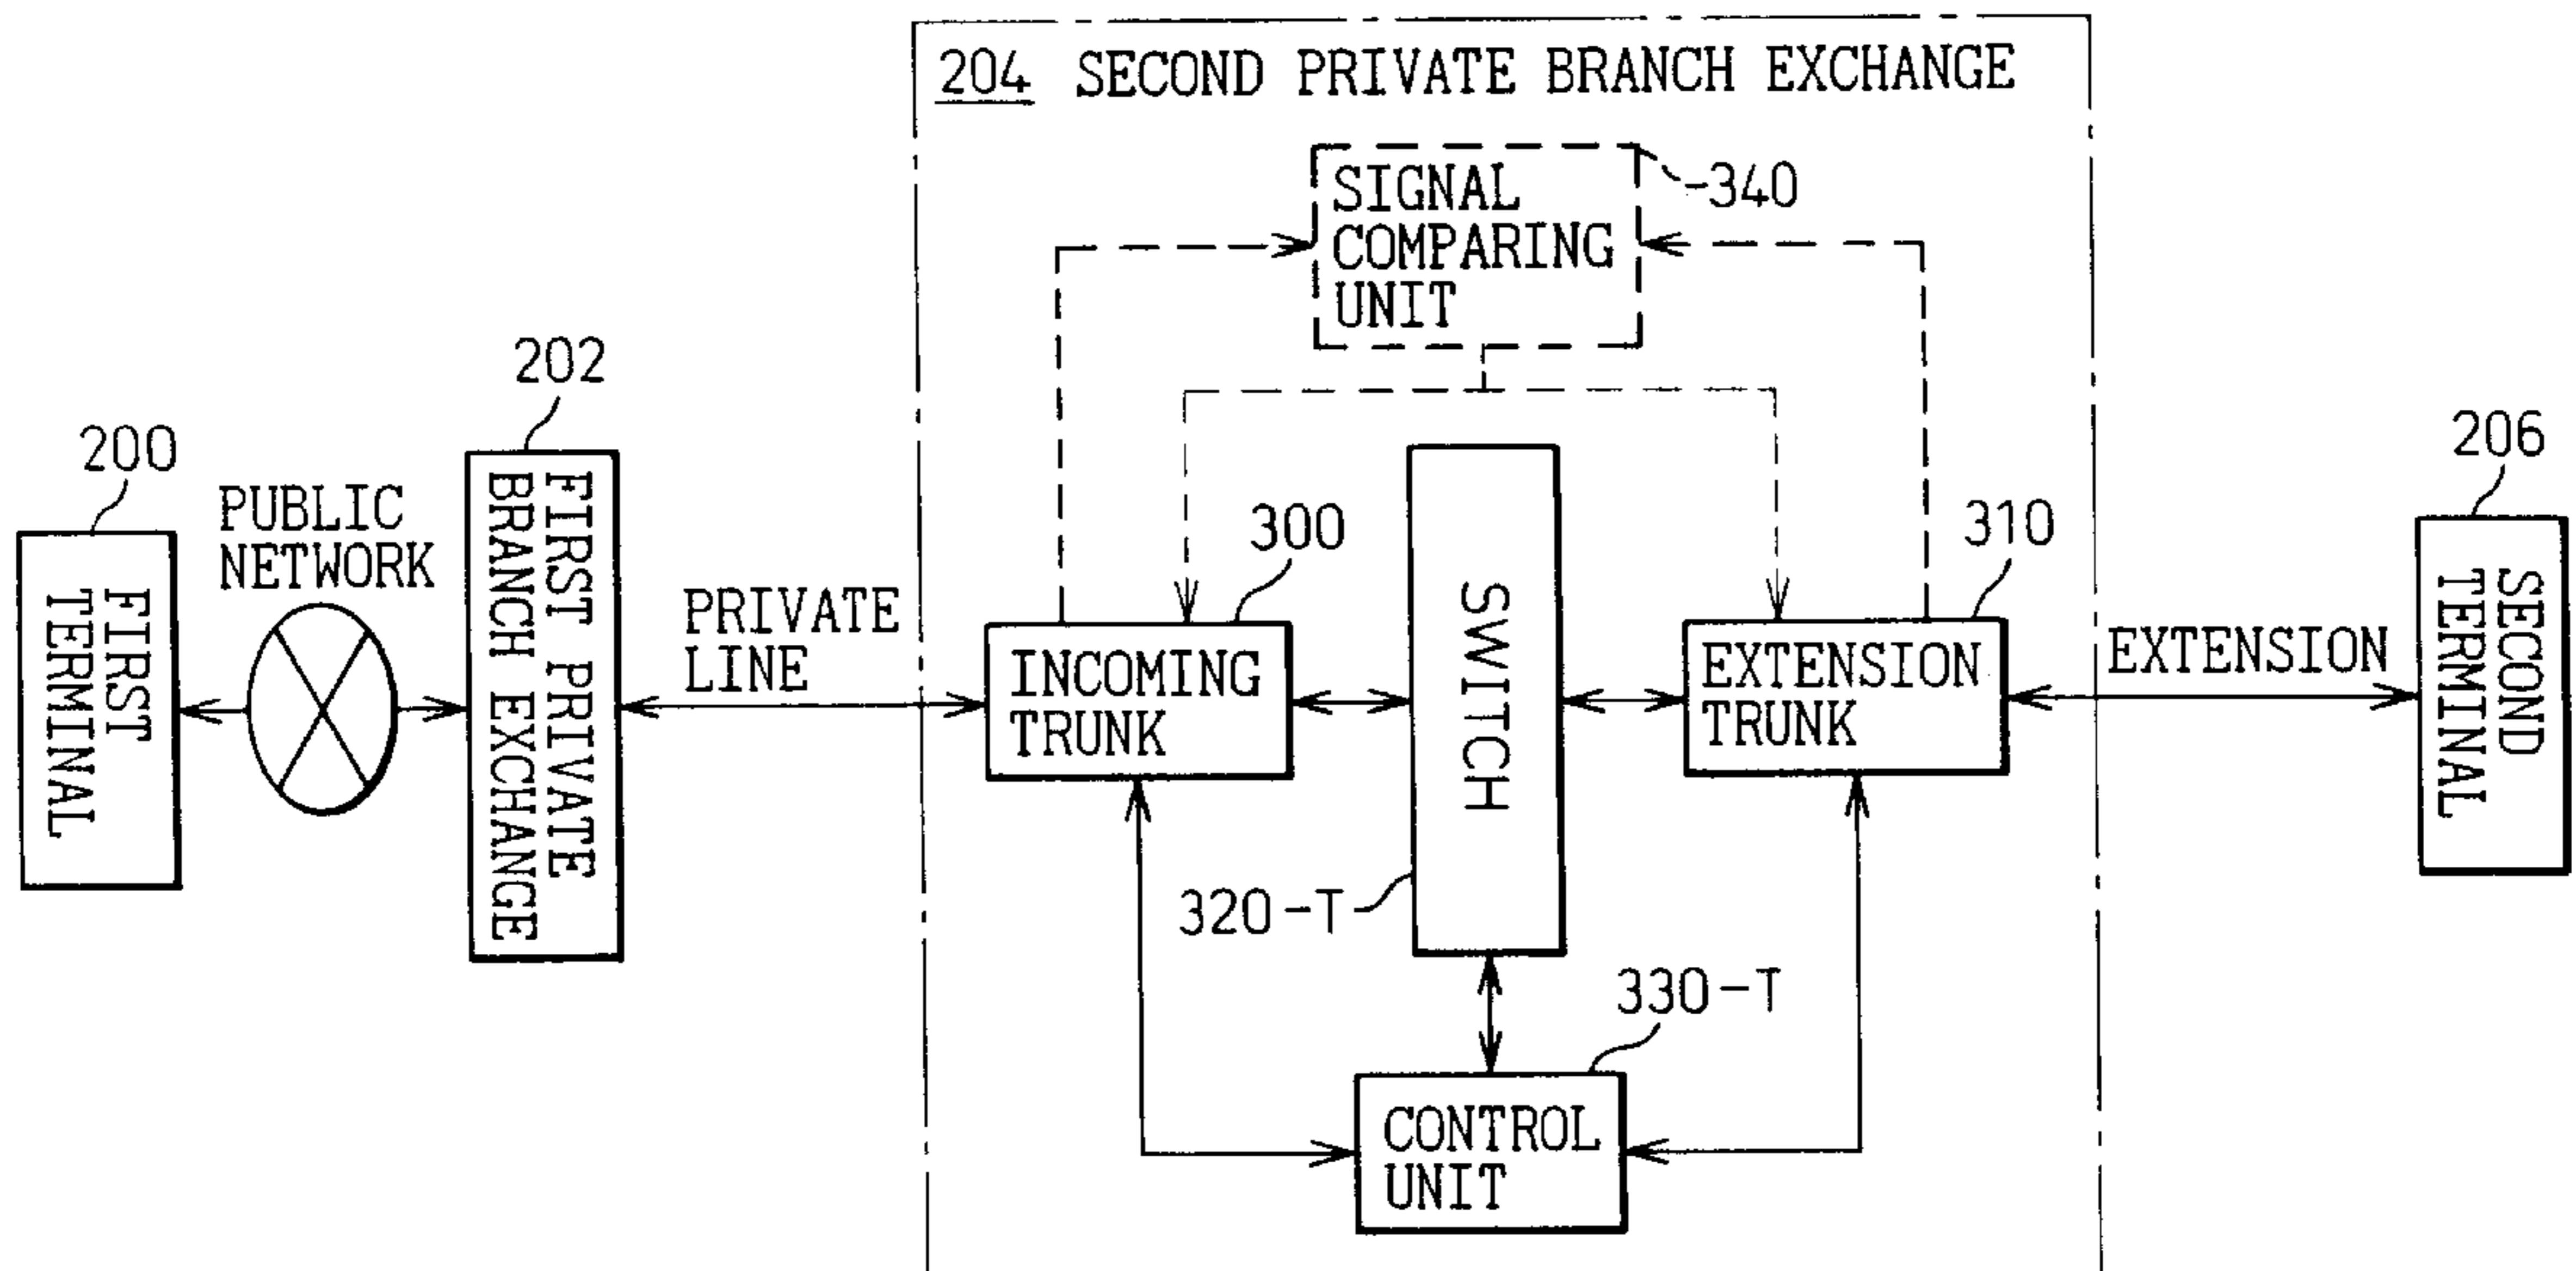 204 SECOND PRIVATE BRANCH EXCHANGE
SIGNAL
COMPARING
UNIT
340
202
200
PUBLIC
NETWORK
FIRST
TERMINAL
FIRST PRIVATE
BRANCH EXCHANGE
PRIVATE
LINE
300
INCOMING
TRUNK
SWITCH
320-T
310
EXTENSION
TRUNK
EXTENSION
206
SECOND
TERMINAL
330-T
CONTROL
UNIT